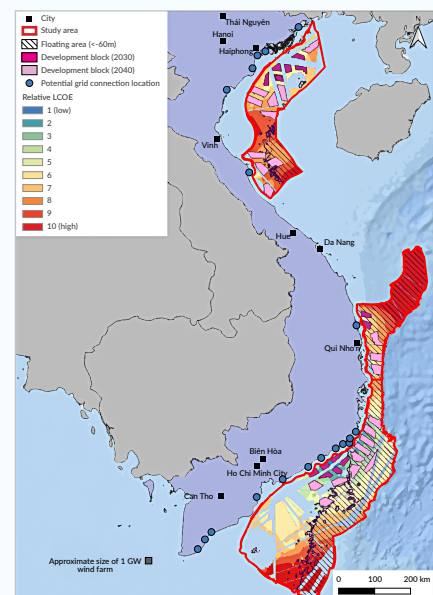 City
Study area
Floating area (<-60m)
Development block (2030)
Development block (2040)
Potential grid connection location
Relative LCOE
1 (low)
2
3
4
5
6
7
8
9
10 (high)
Thái Nguyên
Hanoi
Haiphong
N
Vinh
Hue
Da Nang
Qui Nhon
Biên Hòa
Ho Chi Minh City
Can Tho
Approximate size of 1 GW
wind farm
0 100 200 km